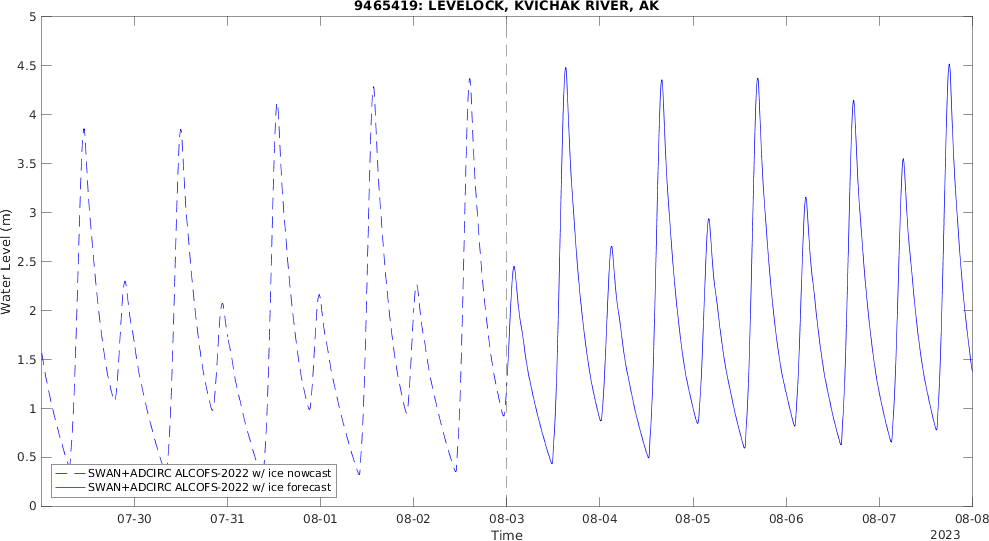 9465419: LEVELOCK, KVICHAK RIVER, AK
Water Level (m)
5
4.5
4
3.5
3
2.5
2
1.5
1
0.5
0
SWAN+ADCIRC ALCOFS-2022 w/ ice nowcast
SWAN+ADCIRC ALCOFS-2022 w/ ice forecast
07-30 07-31 08-01 08-02 08-03 08-04 08-05 08-06 08-07 08-08
Time
2023